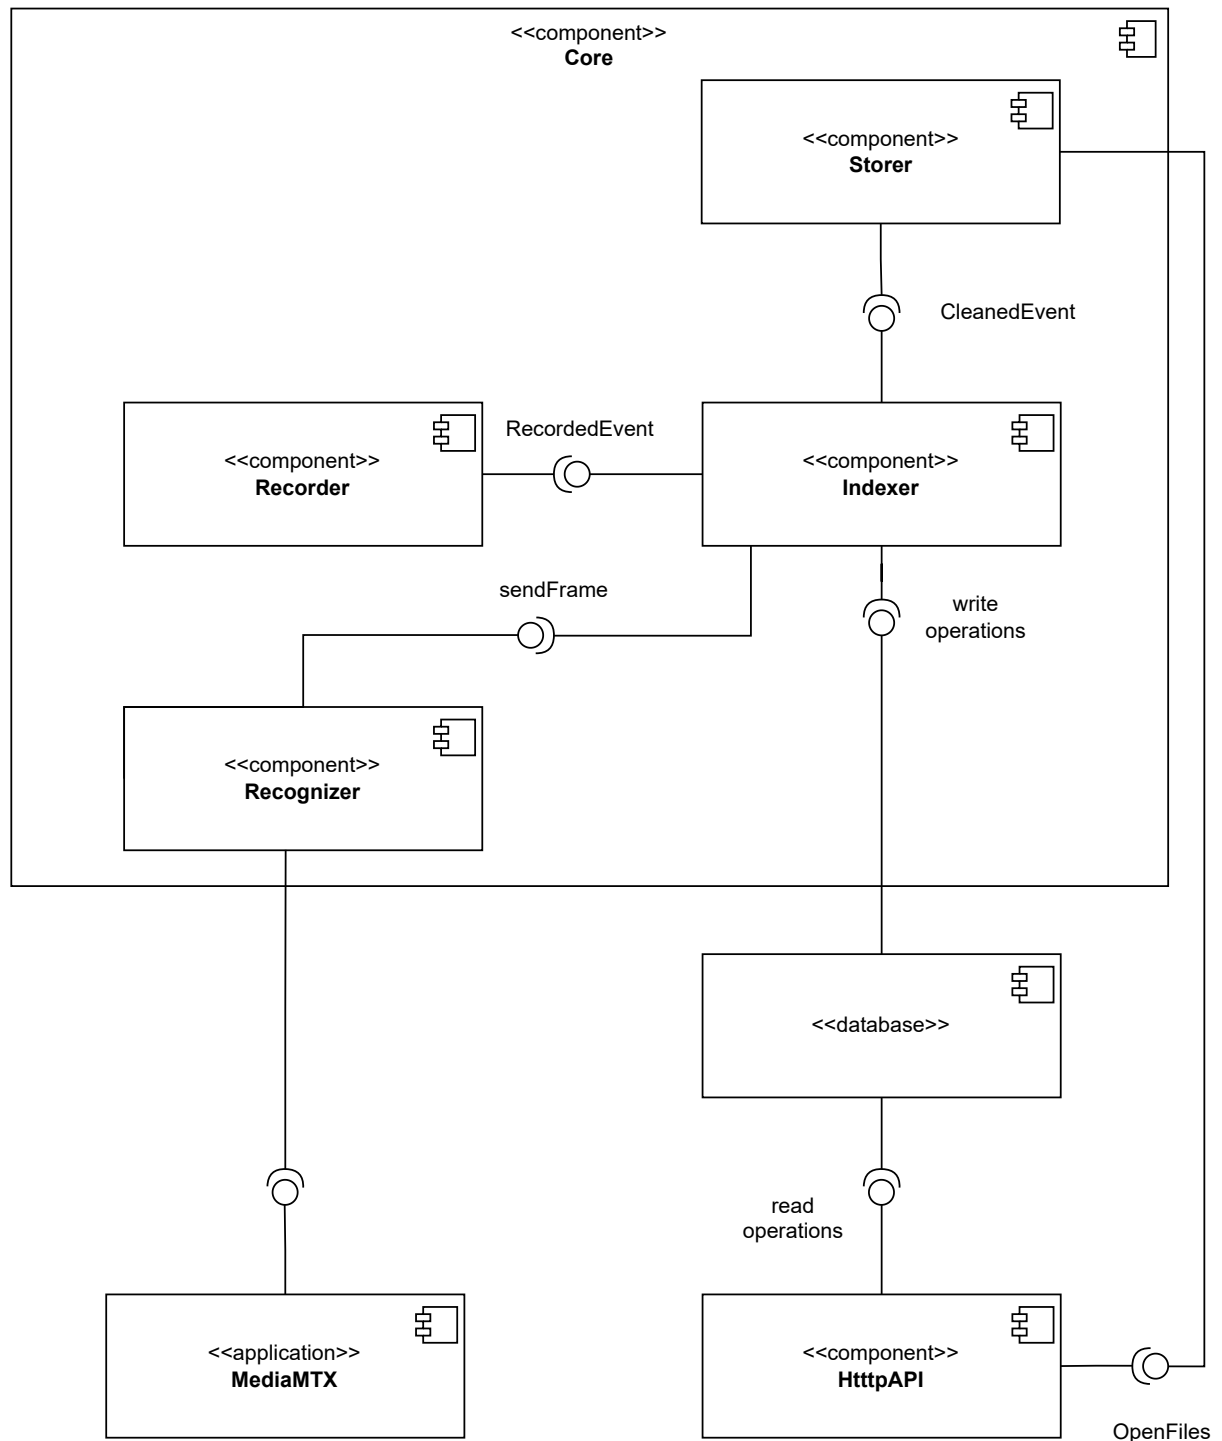 <<component>>
Core
<<component>>
Storer
CleanedEvent
RecordedEvent
<<component>>
Recorder
<<component>>
Indexer
sendFrame
write
operations
<<component>>
Recognizer
<<database>>
read
operations
<<application>>
MediaMTX
<<component>>
HtttpAPI
OpenFiles